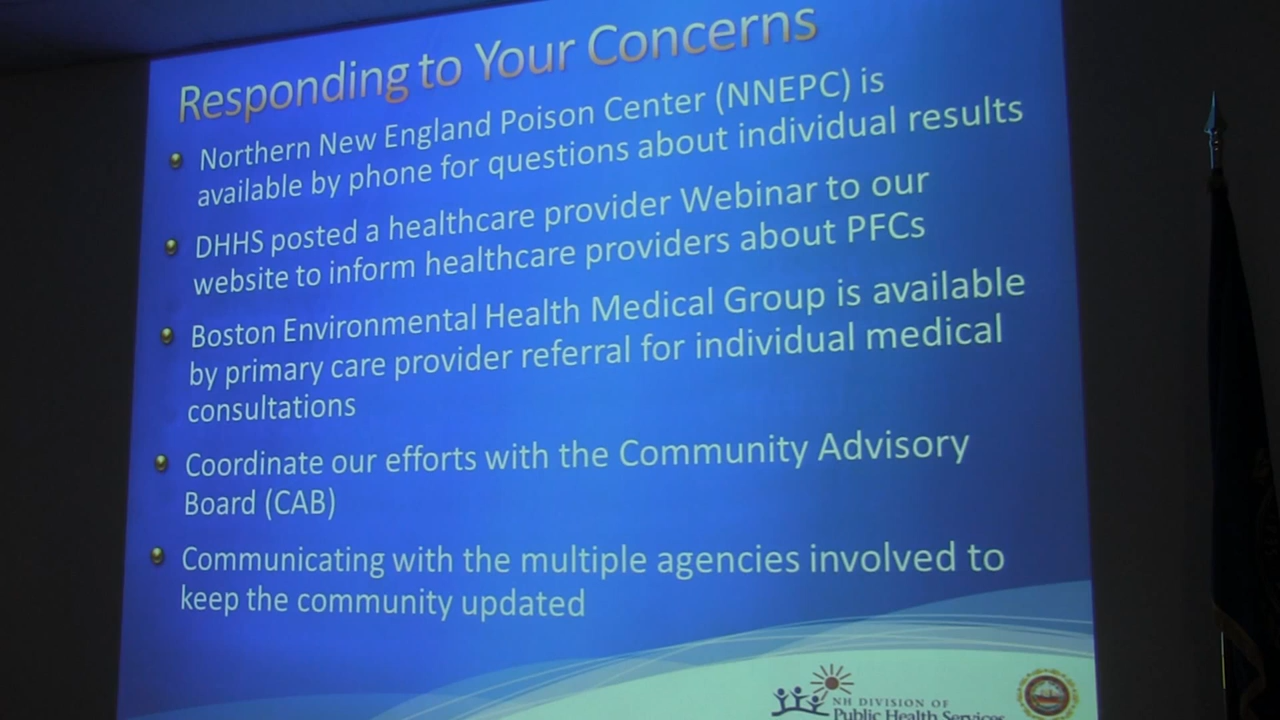 Responding to Your Concerns
Northern New England Poison Center (NNEPC) is
available by phone for questions about individual results
DHHS posted a healthcare provider Webinar to our
website to inform healthcare providers about PFCs
Boston Environmental Health Medical Group is available
by primary care provider referral for individual medical
consultations
Coordinate our efforts with the Community Advisory
Board (CAB)
Communicating with the multiple agencies involved to
keep the community updated
NH DIVISION OF
Public Health Services